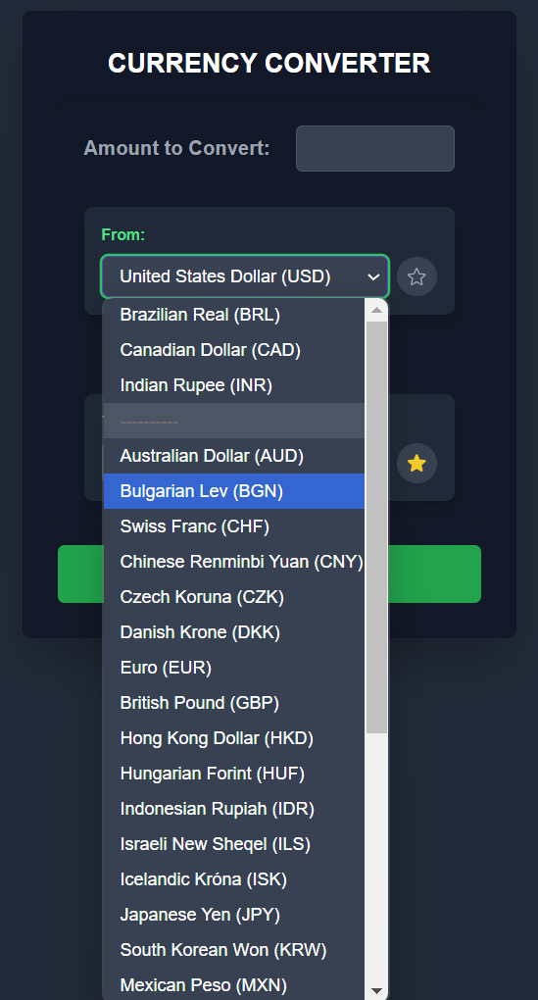 CURRENCY CONVERTER
Amount to Convert:
From:
United States Dollar (USD)
Brazilian Real (BRL)
Canadian Dollar (CAD)
Indian Rupee (INR)
----------
Australian Dollar (AUD)
Bulgarian Lev (BGN)
Swiss Franc (CHF)
Chinese Renminbi Yuan (CNY)
Czech Koruna (CZK)
Danish Krone (DKK)
Euro (EUR)
British Pound (GBP)
Hong Kong Dollar (HKD)
Hungarian Forint (HUF)
Indonesian Rupiah (IDR)
Israeli New Sheqel (ILS)
Icelandic Króna (ISK)
Japanese Yen (JPY)
South Korean Won (KRW)
Mexican Peso (MXN)